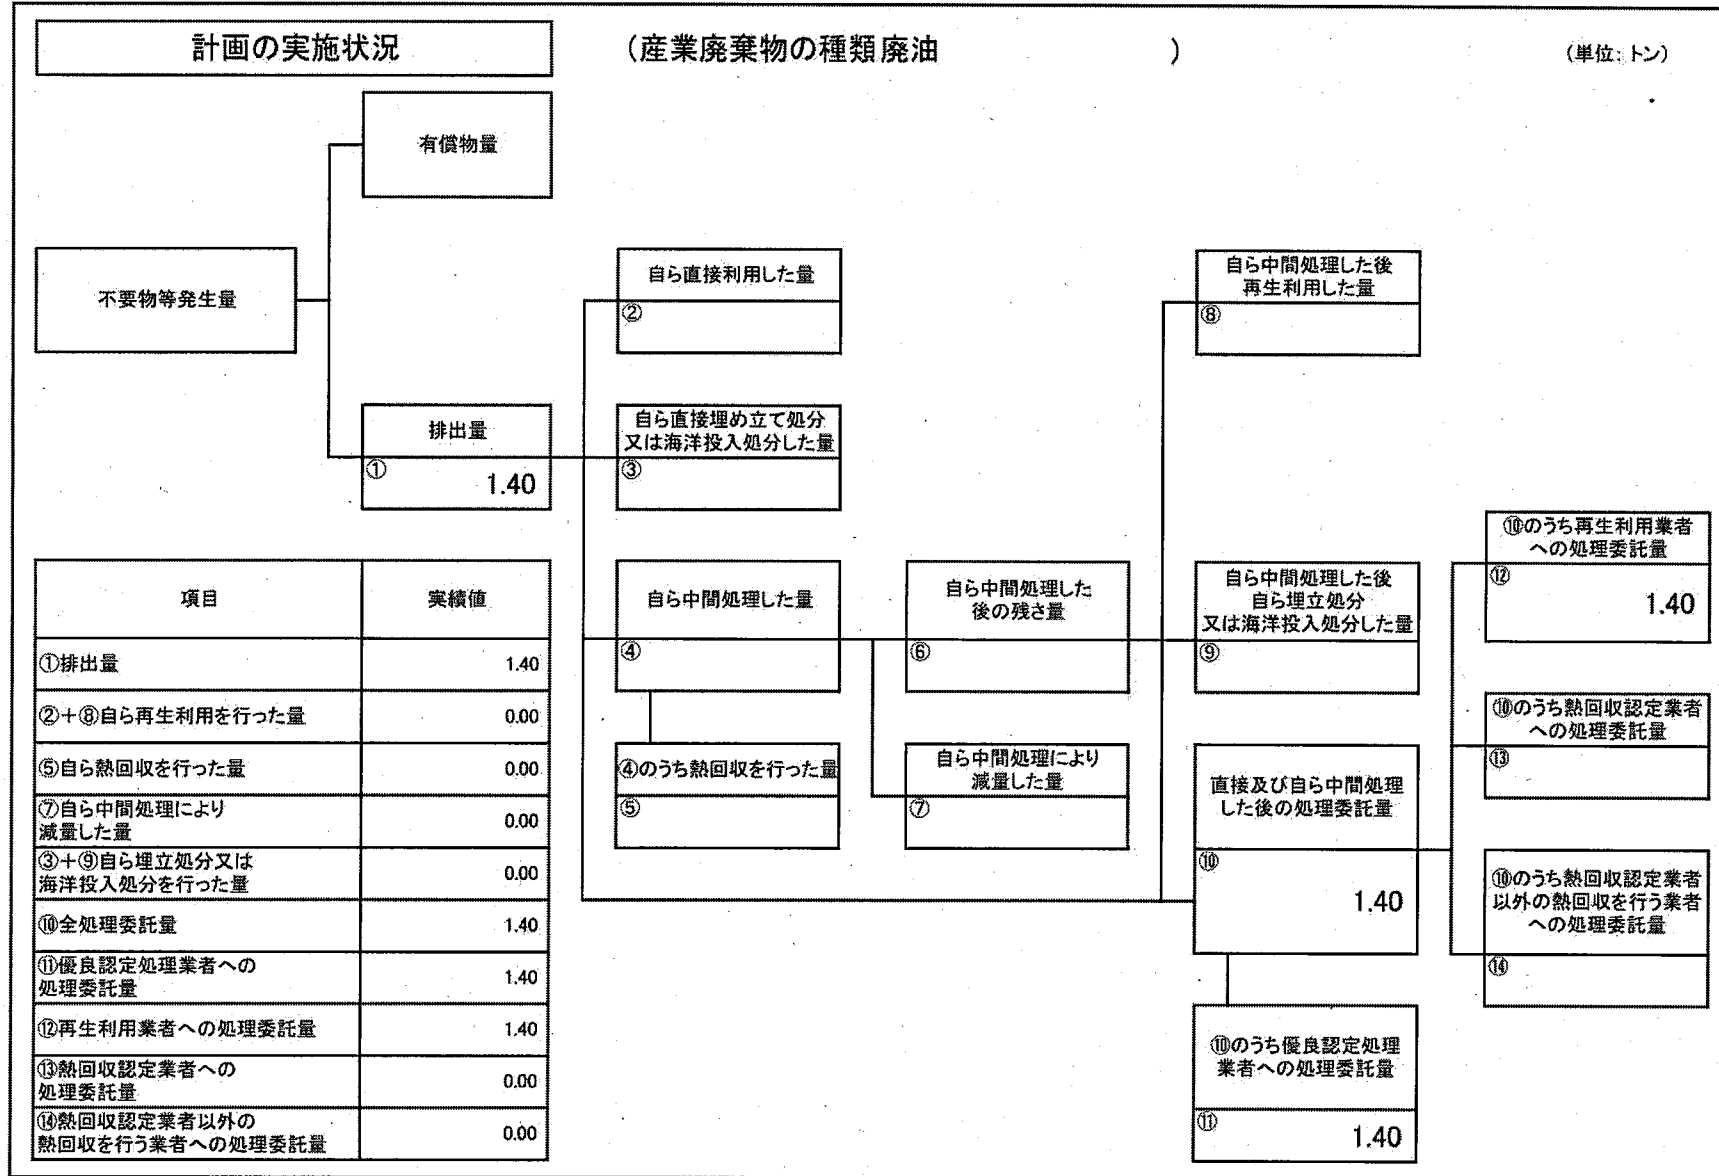 計画の実施状況
（産業廃棄物の種類廃油　　　　　）
（単位：トン）
有償物量
不要物等発生量
自ら直接利用した量
②
自ら中間処理した後
再生利用した量
⑧
排出量
①
1.40
自ら直接埋め立て処分
又は海洋投入処分した量
③
⑩のうち再生利用業者
への処理委託量
⑫
1.40
自ら中間処理した量
④
自ら中間処理した
後の残さ量
⑥
自ら中間処理した後
自ら埋立処分
又は海洋投入処分した量
⑨
⑩のうち熱回収認定業者
への処理委託量
⑬
④のうち熱回収を行った量
⑤
自ら中間処理により
減量した量
⑦
直接及び自ら中間処理
した後の処理委託量
⑩
1.40
⑩のうち熱回収認定業者
以外の熱回収を行う業者
への処理委託量
⑭
⑩のうち優良認定処理
業者への処理委託量
⑪
1.40
項目 実績値
①排出量 1.40
②＋⑧自ら再生利用を行った量 0.00
⑤自ら熱回収を行った量 0.00
⑦自ら中間処理により
減量した量 0.00
③＋⑨自ら埋立処分又は
海洋投入処分を行った量 0.00
⑩全処理委託量 1.40
⑪優良認定処理業者への
処理委託量 1.40
⑫再生利用業者への処理委託量 1.40
⑬熱回収認定業者への
処理委託量 0.00
⑭熱回収認定業者以外の
熱回収を行う業者への処理委託量 0.00